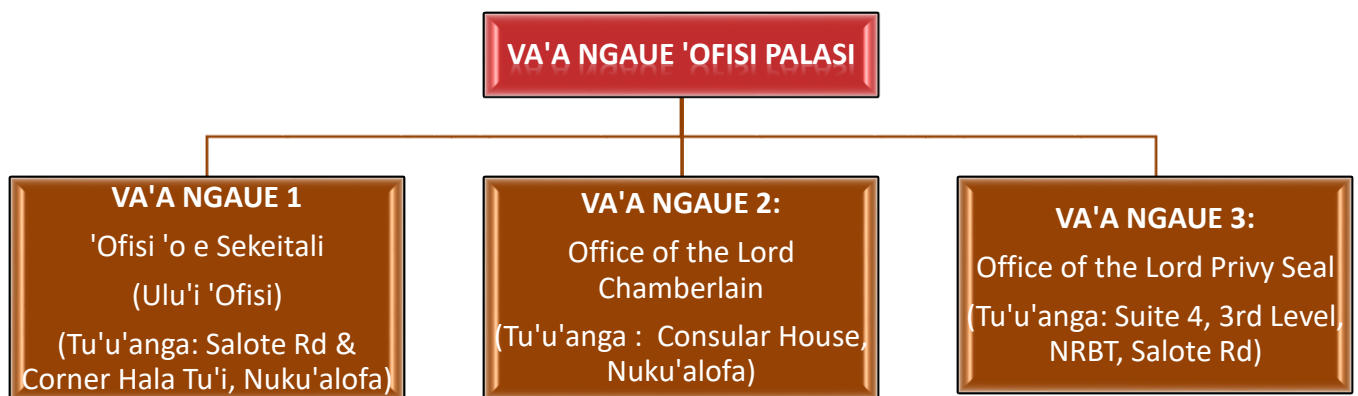 VA'A NGAUE 'OFISI PALASI
VA'A NGAUE 1
'Ofisi 'o e Sekeitali
(Ulu'i 'Ofisi)
(Tu'u'anga: Salote Rd &
Corner Hala Tu'i, Nuku'alofa)
VA'A NGAUE 2:
Office of the Lord
Chamberlain
(Tu'u'anga : Consular House,
Nuku'alofa)
VA'A NGAUE 3:
Office of the Lord Privy Seal
(Tu'u'anga: Suite 4, 3rd Level,
NRBT, Salote Rd)